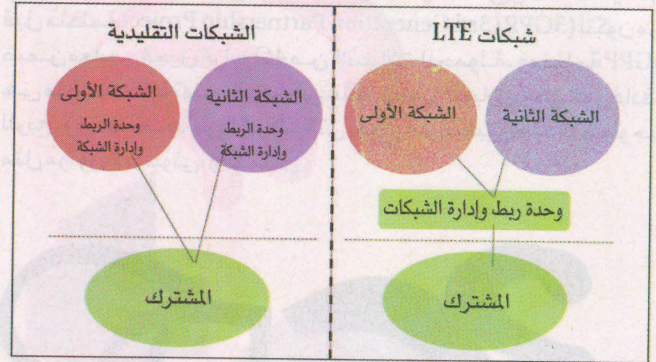 شبكات LTE
الشبكة الأولى
الشبكة الثانية
وحدة ربط وإدارة الشبكات
المشترك
الشبكات التقليدية
الشبكة الأولى
وحدة الربط
وإدارة الشبكة
الشبكة الثانية
وحدة الربط
وإدارة الشبكة
المشترك